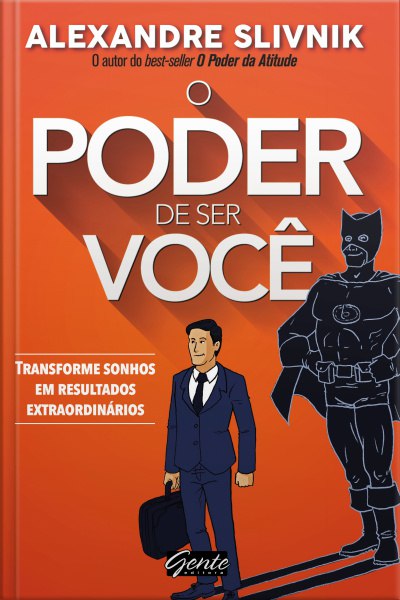 ALEXANDRE SLIVNIK
O autor do best-seller O Poder da Atitude
O
PODER
DE SER
VOCÊ
TRANSFORME SONHOS
EM RESULTADOS
EXTRAORDINÁRIOS
Gente
editora